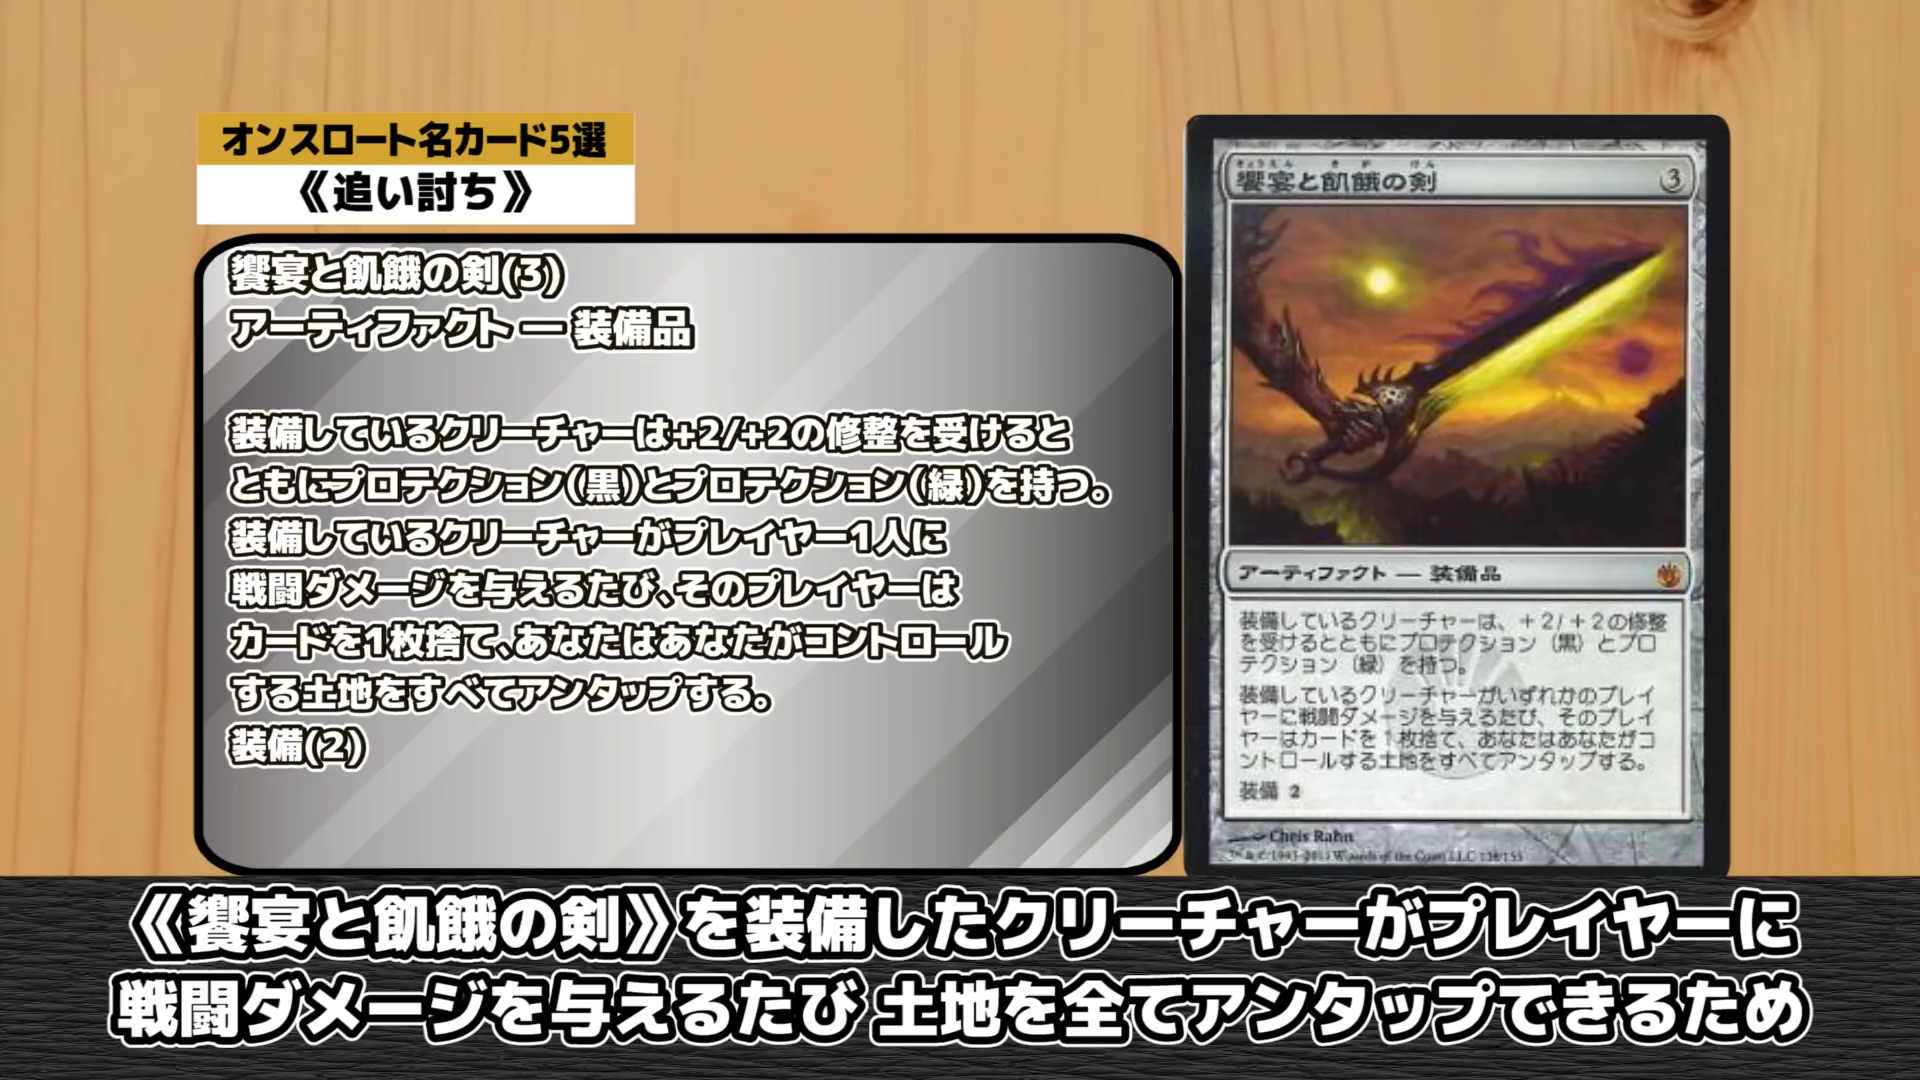 オンスロート名カード5選
《追い討ち》
饗宴と飢餓の剣(3)
アーティファクト ― 装備品
装備しているクリーチャーは+2/+2の修整を受けると
ともにプロテクション(黒)とプロテクション(緑)を持つ。
装備しているクリーチャーがプレイヤー1人に
戦闘ダメージを与えるたび、そのプレイヤーは
カードを1枚捨て、あなたはあなたがコントロール
する土地をすべてアンタップする。
装備(2)
きょうえん き が けん
饗宴と飢餓の剣 3
アーティファクト ― 装備品
装備しているクリーチャーは、+2/+2の修整
を受けるとともにプロテクション(黒)とプロ
テクション(緑)を持つ。
装備しているクリーチャーがいずれかのプレイ
ヤーに戦闘ダメージを与えるたび、そのプレイ
ヤーはカードを1枚捨て、あなたはあなたがコ
ントロールする土地をすべてアンタップする。
装備 2
Chris Rahn
Wizards of the Coast LLC 138/155
《饗宴と飢餓の剣》を装備したクリーチャーがプレイヤーに
戦闘ダメージを与えるたび 土地を全てアンタップできるため